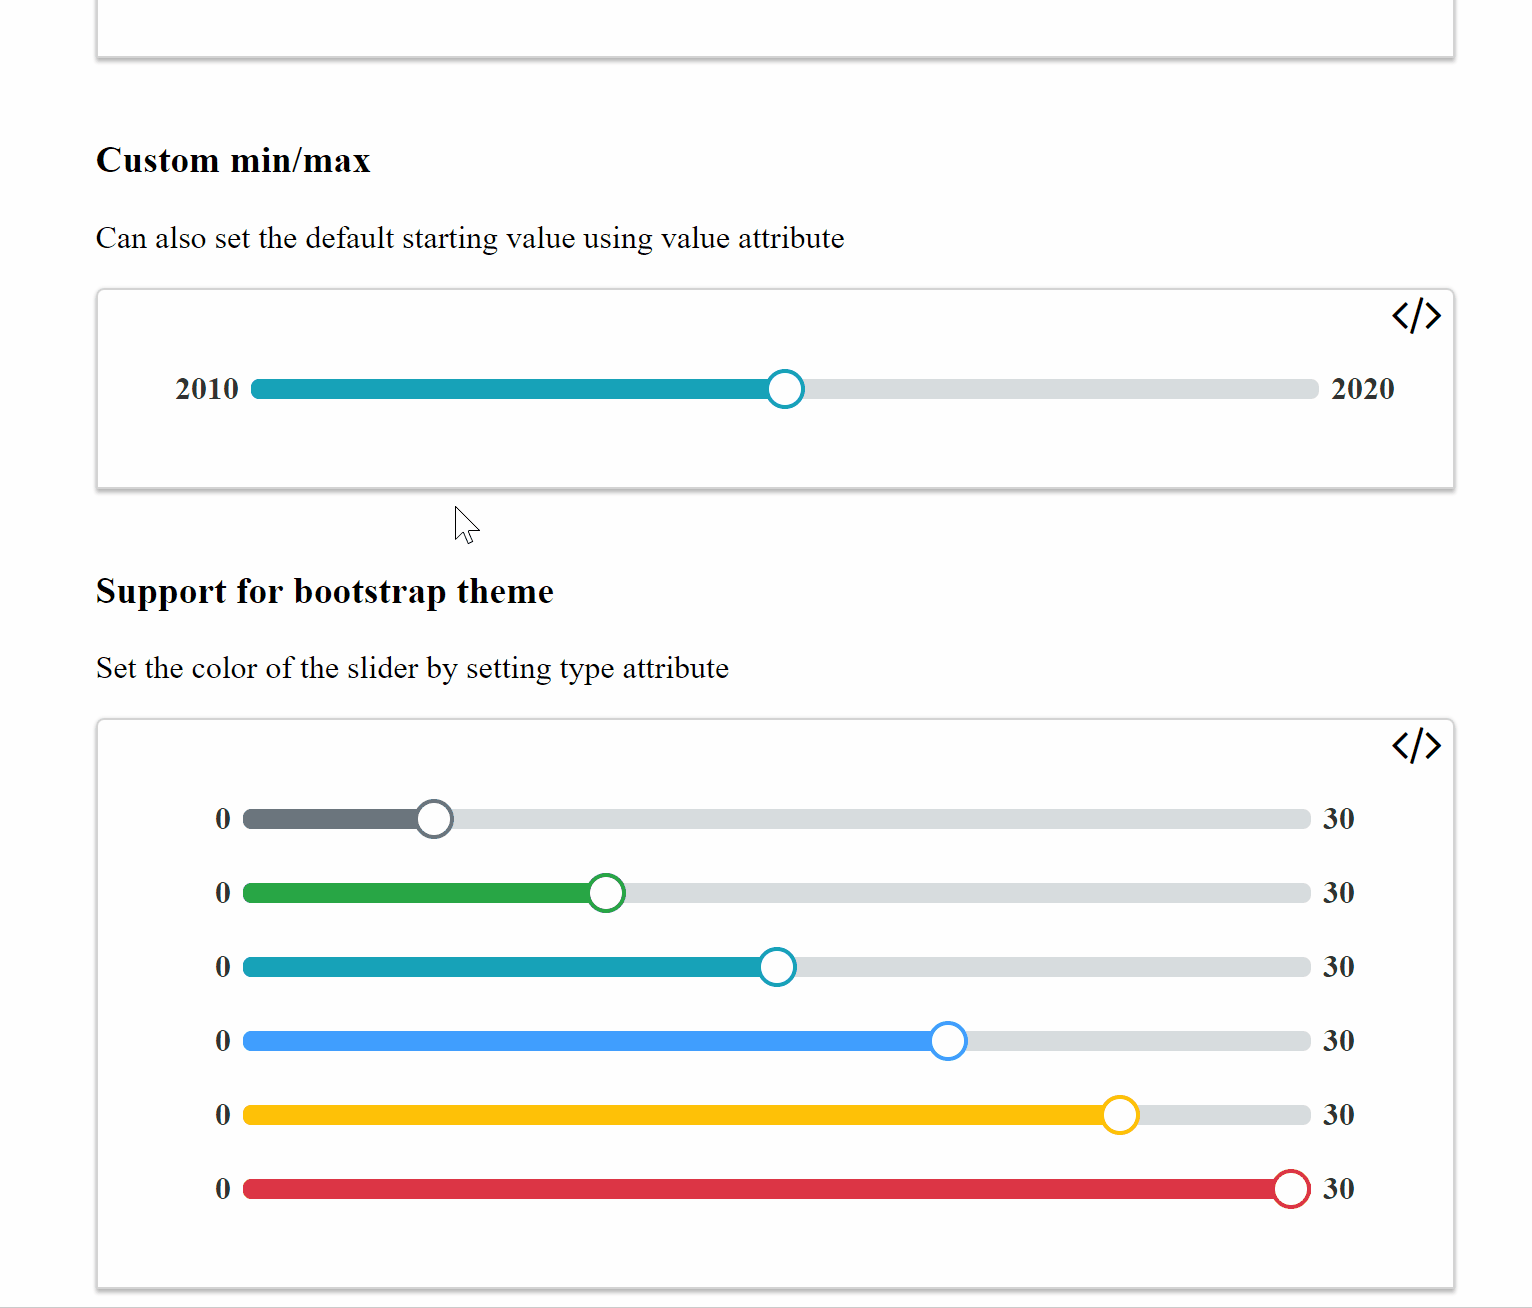 Custom min/max
Can also set the default starting value using value attribute
</>
2010 2020
Support for bootstrap theme
Set the color of the slider by setting type attribute
</>
0 30
0 30
0 30
0 30
0 30
0 30